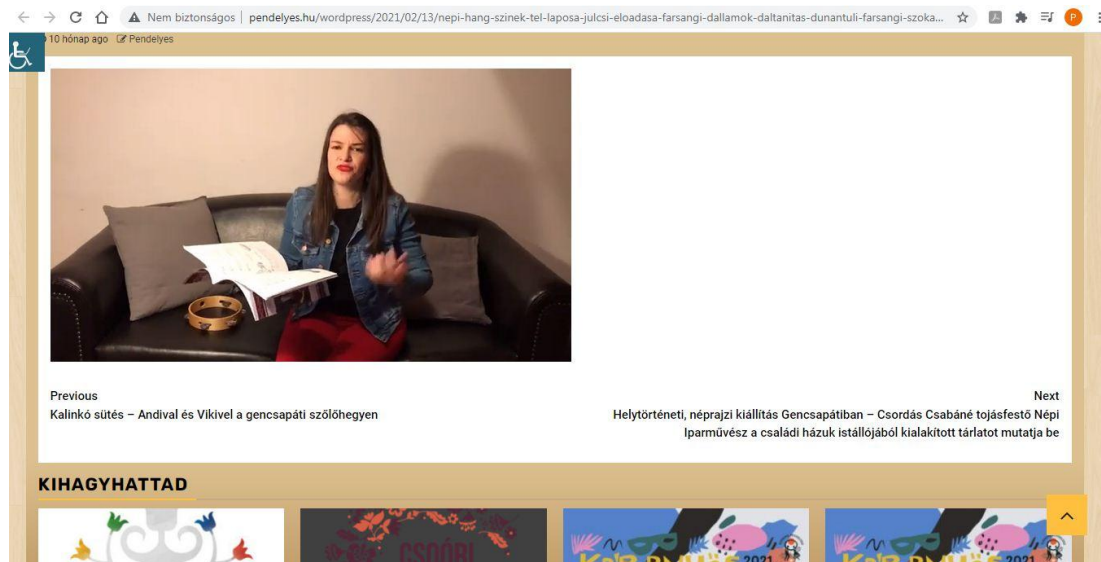 Nem biztonságos | pendelyes.hu/wordpress/2021/02/13/nepi-hang-szinek-tel-laposa-julcsi-eloadasa-farsangi-dallamok-daltanitas-dunantuli-farsangi-szoka...
10 hónap ago Pendelyes
Previous
Kalinkó sütés – Andival és Vikivel a gencsapáti szőlőhegyen
Next
Helytörténeti, néprajzi kiállítás Gencsapátiban – Csordás Csabáné tojásfestő Népi
Iparművész a családi házuk istállójából kialakított tárlatot mutatja be
KIHAGYHATTAD
CSOÓRI
2021
2021